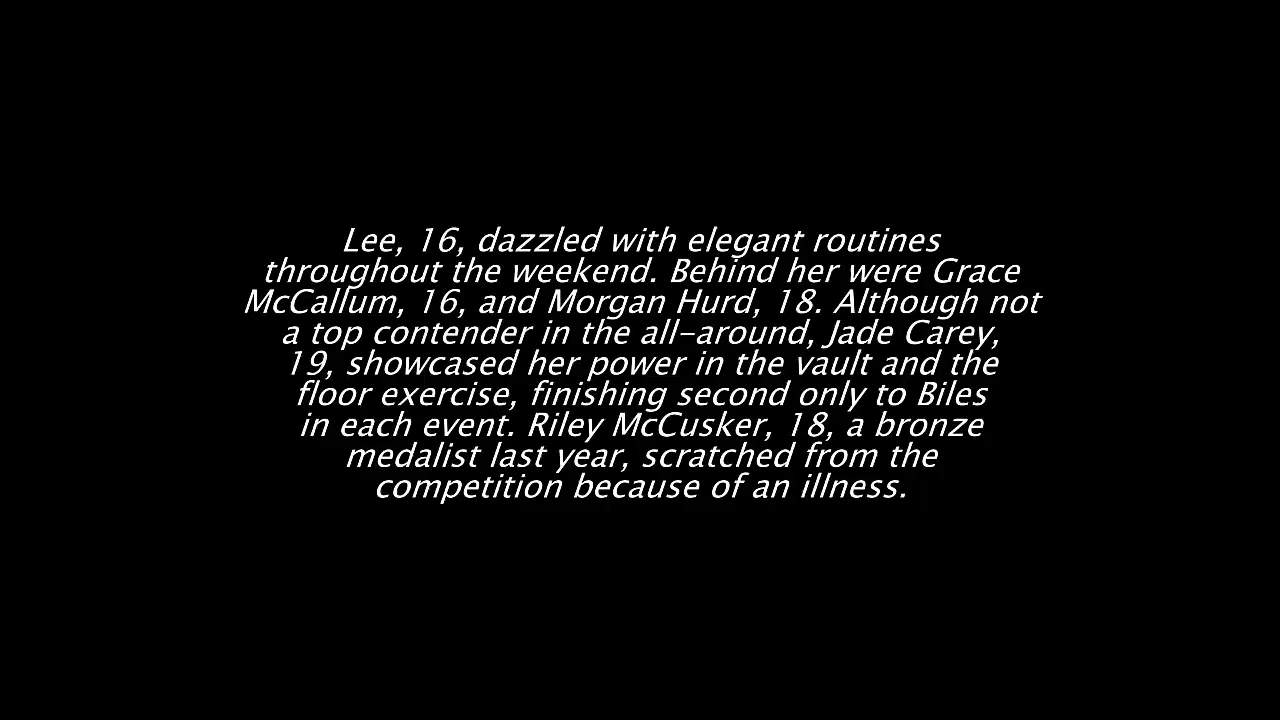 Lee, 16, dazzled with elegant routines
throughout the weekend. Behind her were Grace
McCallum, 16, and Morgan Hurd, 18. Although not
a top contender in the all-around, Jade Carey,
19, showcased her power in the vault and the
floor exercise, finishing second only to Biles
in each event. Riley McCusker, 18, a bronze
medalist last year, scratched from the
competition because of an illness.